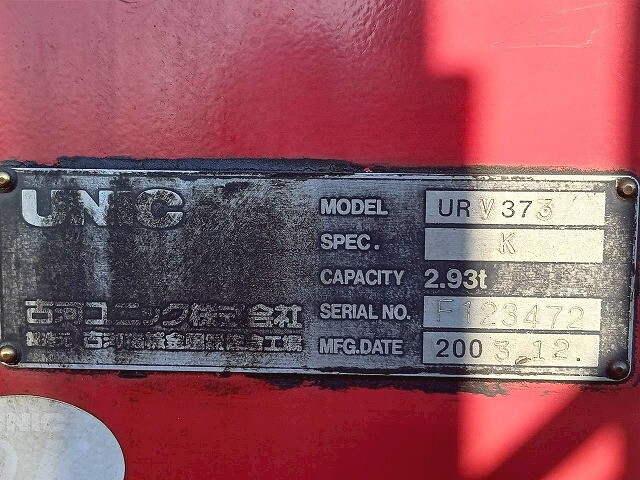 UNIC
MODEL URV373
SPEC. K
CAPACITY 2.93t
古河ユニック株式会社
SERIAL NO. F123472
MFG.DATE 2003.12.